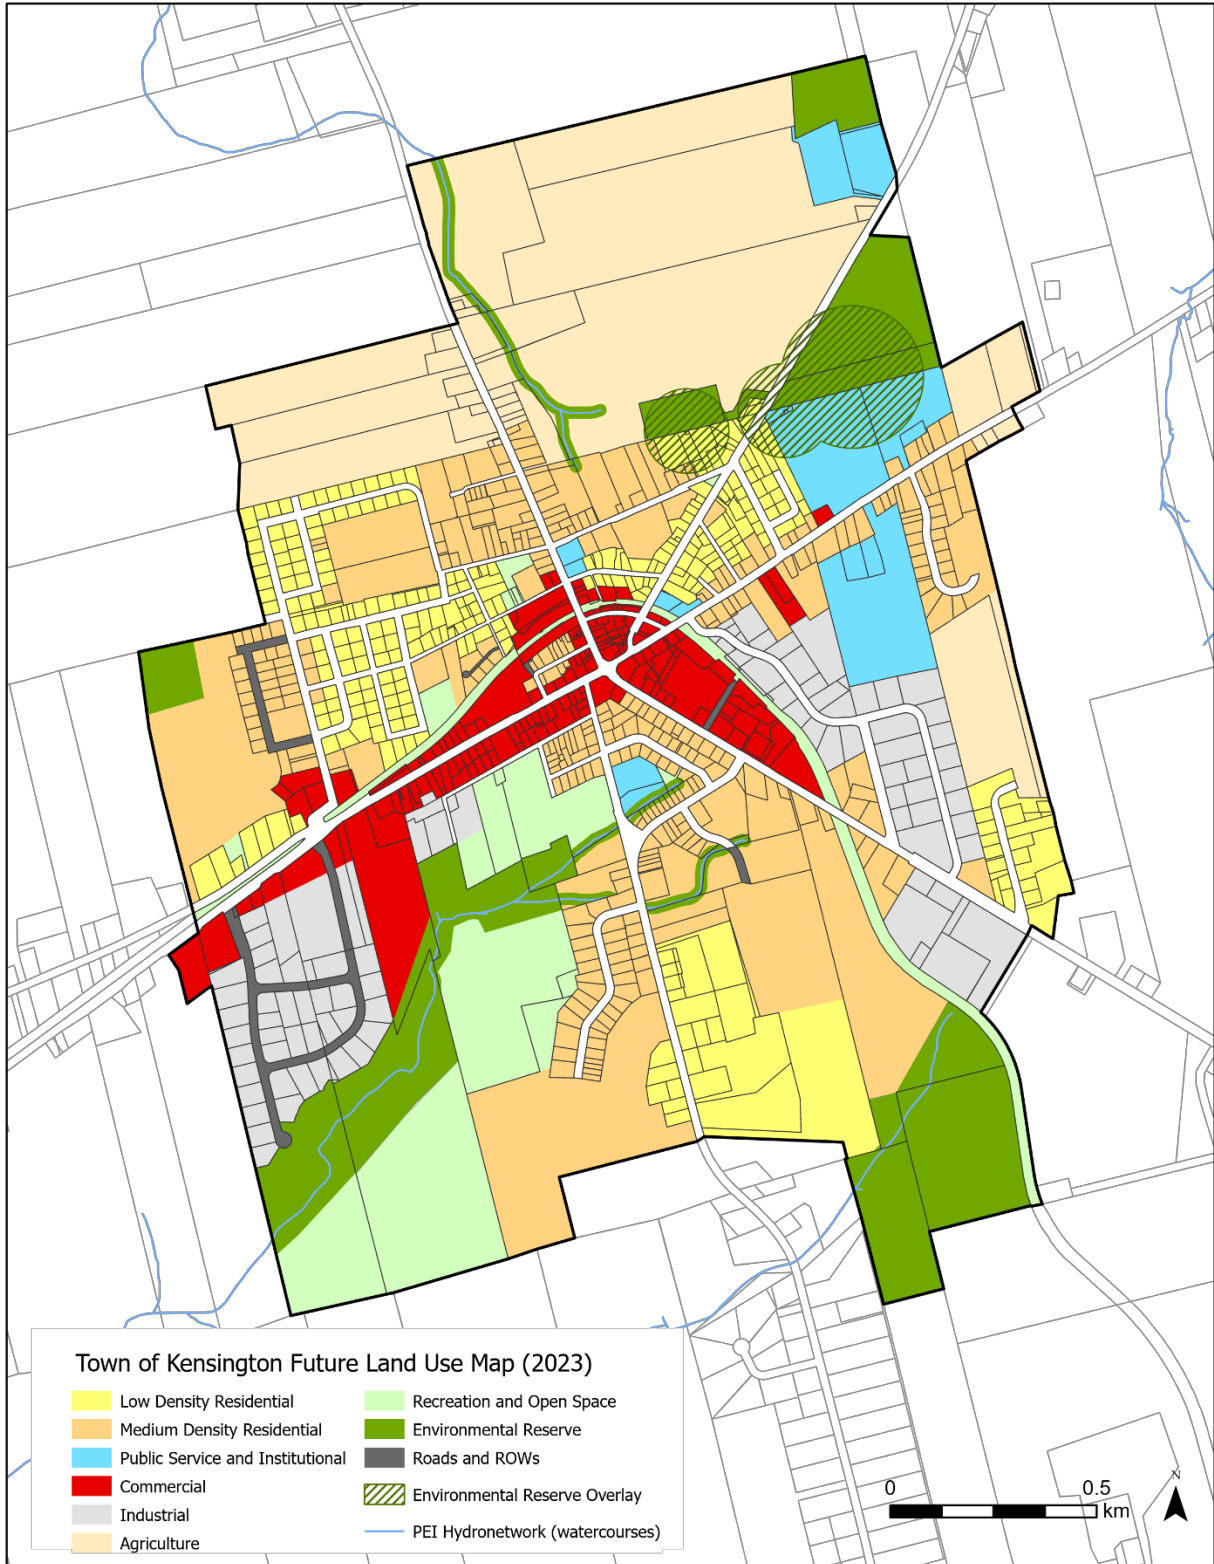 Town of Kensington Future Land Use Map (2023)
Low Density Residential
Medium Density Residential
Public Service and Institutional
Commercial
Industrial
Agriculture
Recreation and Open Space
Environmental Reserve
Roads and ROWs
Environmental Reserve Overlay
PEI Hydronetwork (watercourses)
0 0.5
km
N